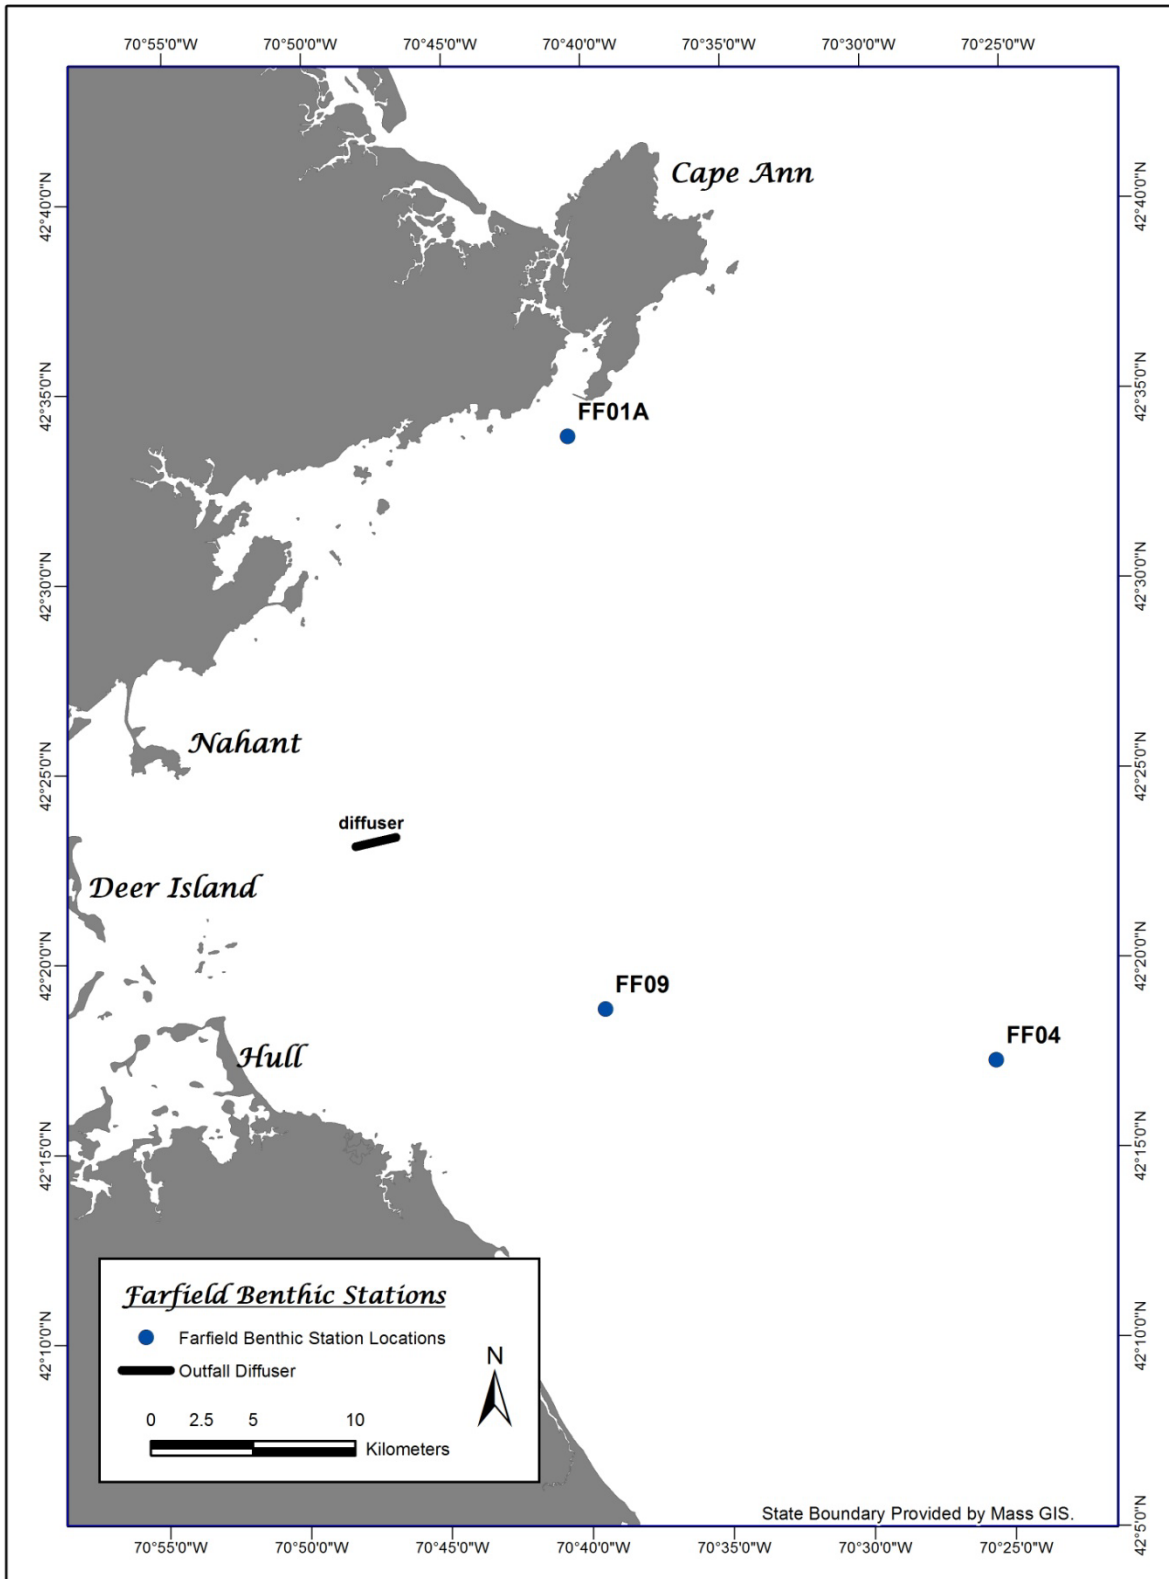 70°55'0"W 70°50'0"W 70°45'0"W 70°40'0"W 70°35'0"W 70°30'0"W 70°25'0"W
Cape Ann
42°40'0"N 42°40'0"N
42°35'0"N 42°35'0"N
FF01A
42°30'0"N 42°30'0"N
Nahant
42°25'0"N 42°25'0"N
diffuser
Deer Island
42°20'0"N 42°20'0"N
FF09
FF04
Hull
42°15'0"N 42°15'0"N
Farfield Benthic Stations
Farfield Benthic Station Locations
42°10'0"N 42°10'0"N
Outfall Diffuser
N
0 2.5 5 10
Kilometers
State Boundary Provided by Mass GIS.
42°5'0"N
70°55'0"W 70°50'0"W 70°45'0"W 70°40'0"W 70°35'0"W 70°30'0"W 70°25'0"W